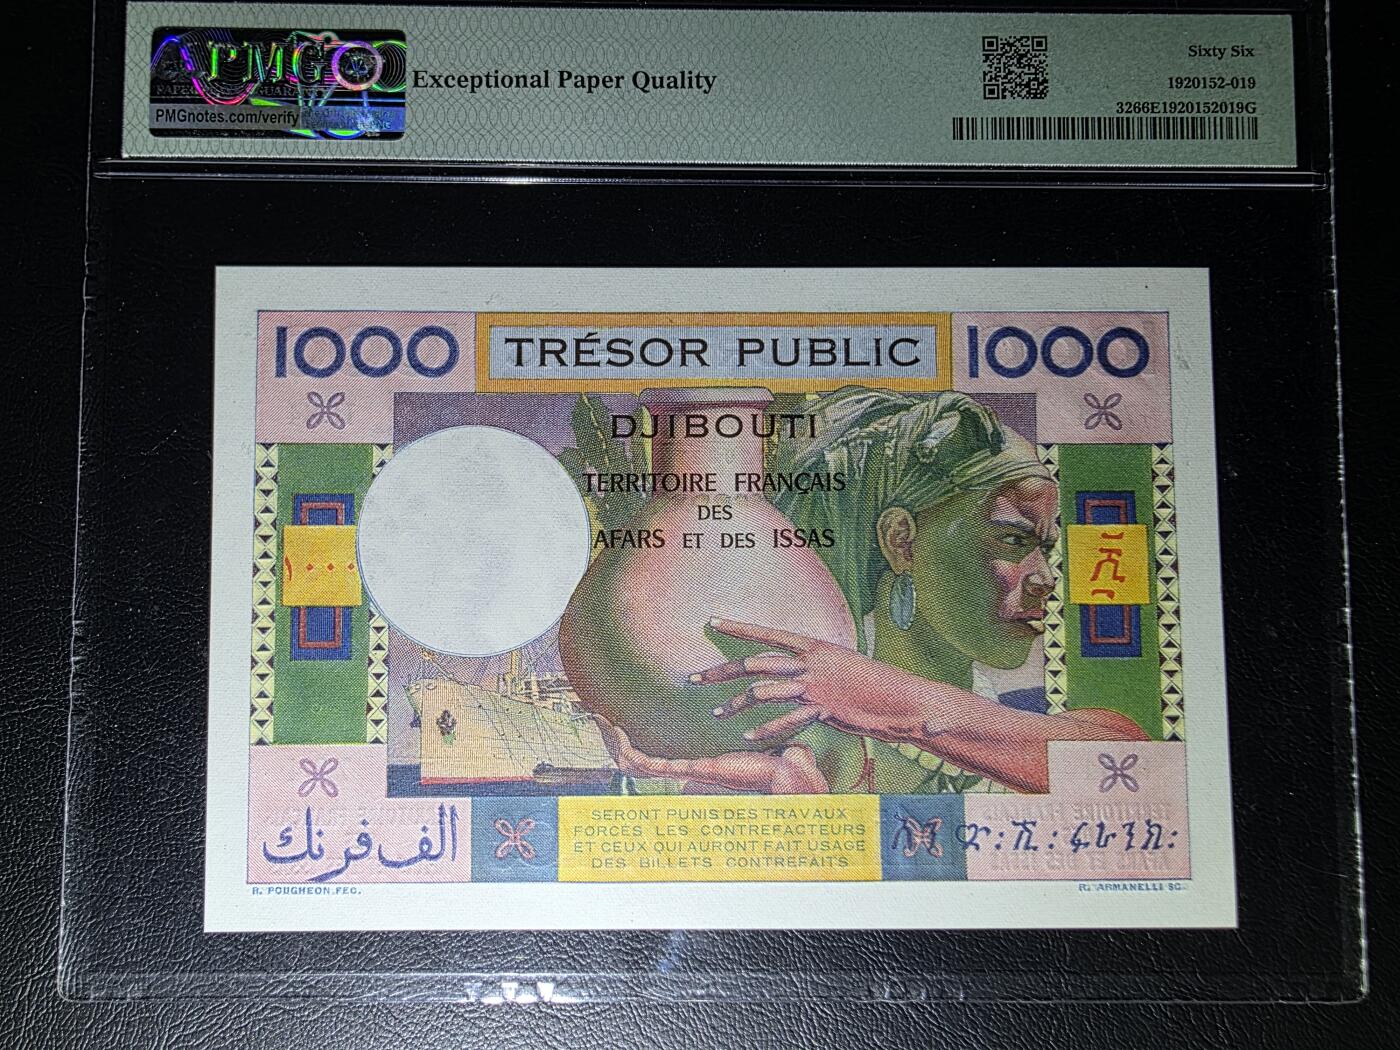 PMG
PMGnotes.com/verify
Exceptional Paper Quality
Sixty Six
1920152-019
3266E1920152019G
1000
TRÉSOR PUBLIC
1000
DJIBOUTI
TERRITOIRE FRANÇAIS
DES
AFARS ET DES ISSAS
١٠٠٠
፲፻
الف فرنك
SERONT PUNIS DES TRAVAUX
FORCÉS LES CONTREFACTEURS
ET CEUX QUI AURONT FAIT USAGE
DES BILLETS CONTREFAITS
R. POUGHEON. FEC.
R. ARMANELLI SC.